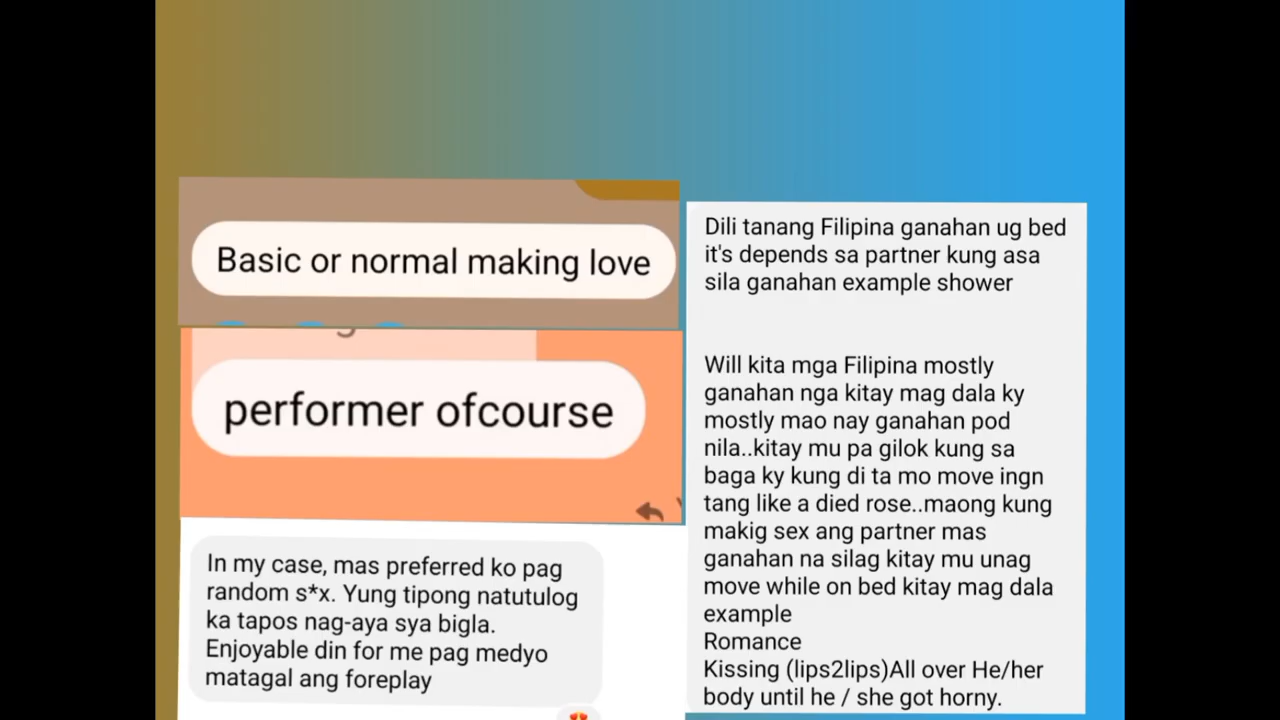 Basic or normal making love
performer ofcourse
In my case, mas preferred ko pag
random s*x. Yung tipong natutulog
ka tapos nag-aya sya bigla.
Enjoyable din for me pag medyo
matagal ang foreplay
Dili tanang Filipina ganahan ug bed
it's depends sa partner kung asa
sila ganahan example shower
Will kita mga Filipina mostly
ganahan nga kitay mag dala ky
mostly mao nay ganahan pod
nila..kitay mu pa gilok kung sa
baga ky kung di ta mo move ingn
tang like a died rose..maong kung
makig sex ang partner mas
ganahan na silag kitay mu unag
move while on bed kitay mag dala
example
Romance
Kissing (lips2lips)All over He/her
body until he / she got horny.